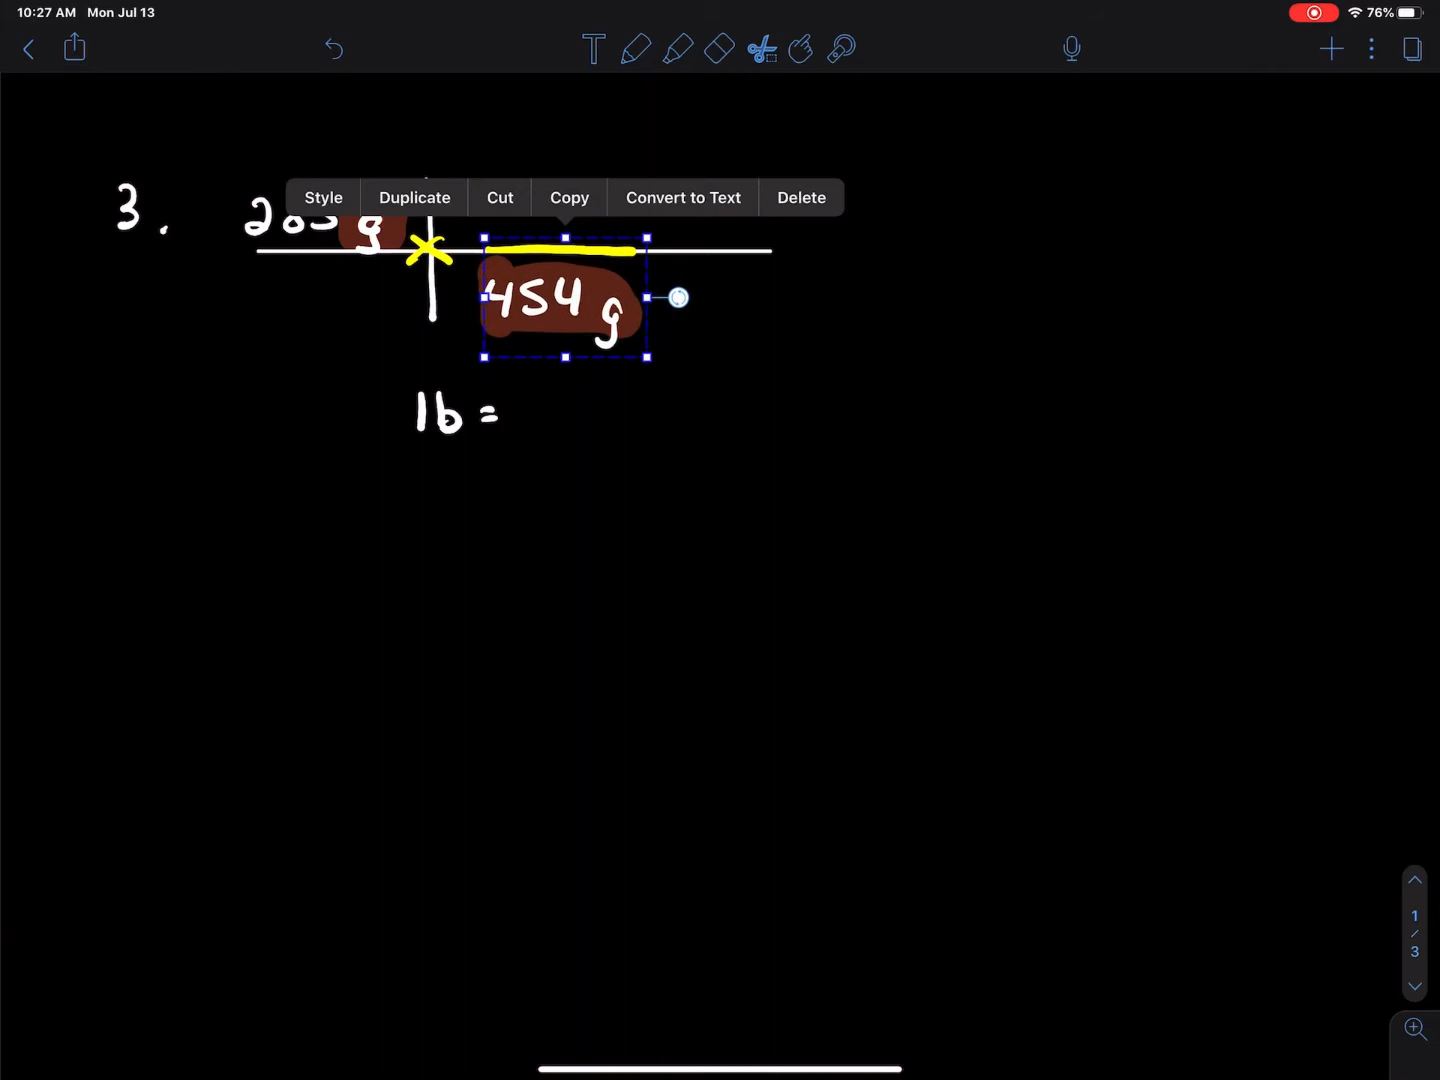 10:27 AM Mon Jul 13
76%
Style Duplicate Cut Copy Convert to Text Delete
3. 285 g
454 g
lb =
1
/
3